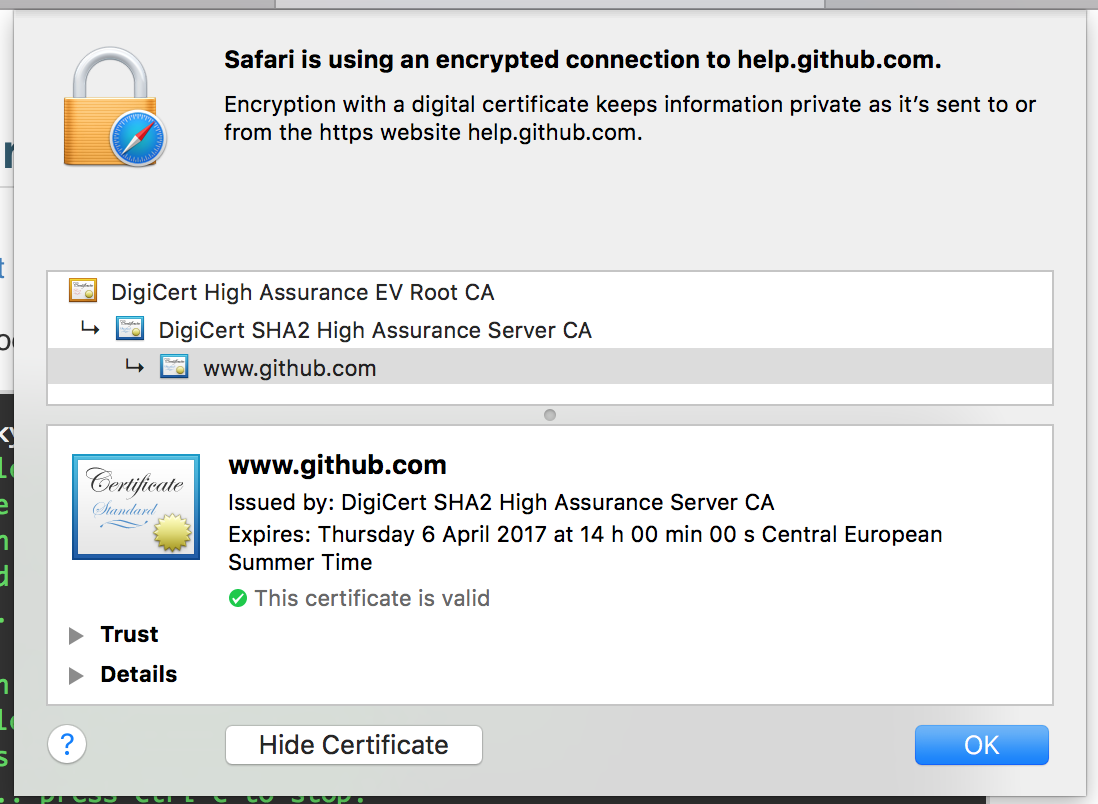 Safari is using an encrypted connection to help.github.com.
Encryption with a digital certificate keeps information private as it’s sent to or
from the https website help.github.com.
DigiCert High Assurance EV Root CA
DigiCert SHA2 High Assurance Server CA
www.github.com
Certificate
Standard
www.github.com
Issued by: DigiCert SHA2 High Assurance Server CA
Expires: Thursday 6 April 2017 at 14 h 00 min 00 s Central European
Summer Time
This certificate is valid
Trust
Details
?
Hide Certificate
OK
press Ctrl-C to stop.